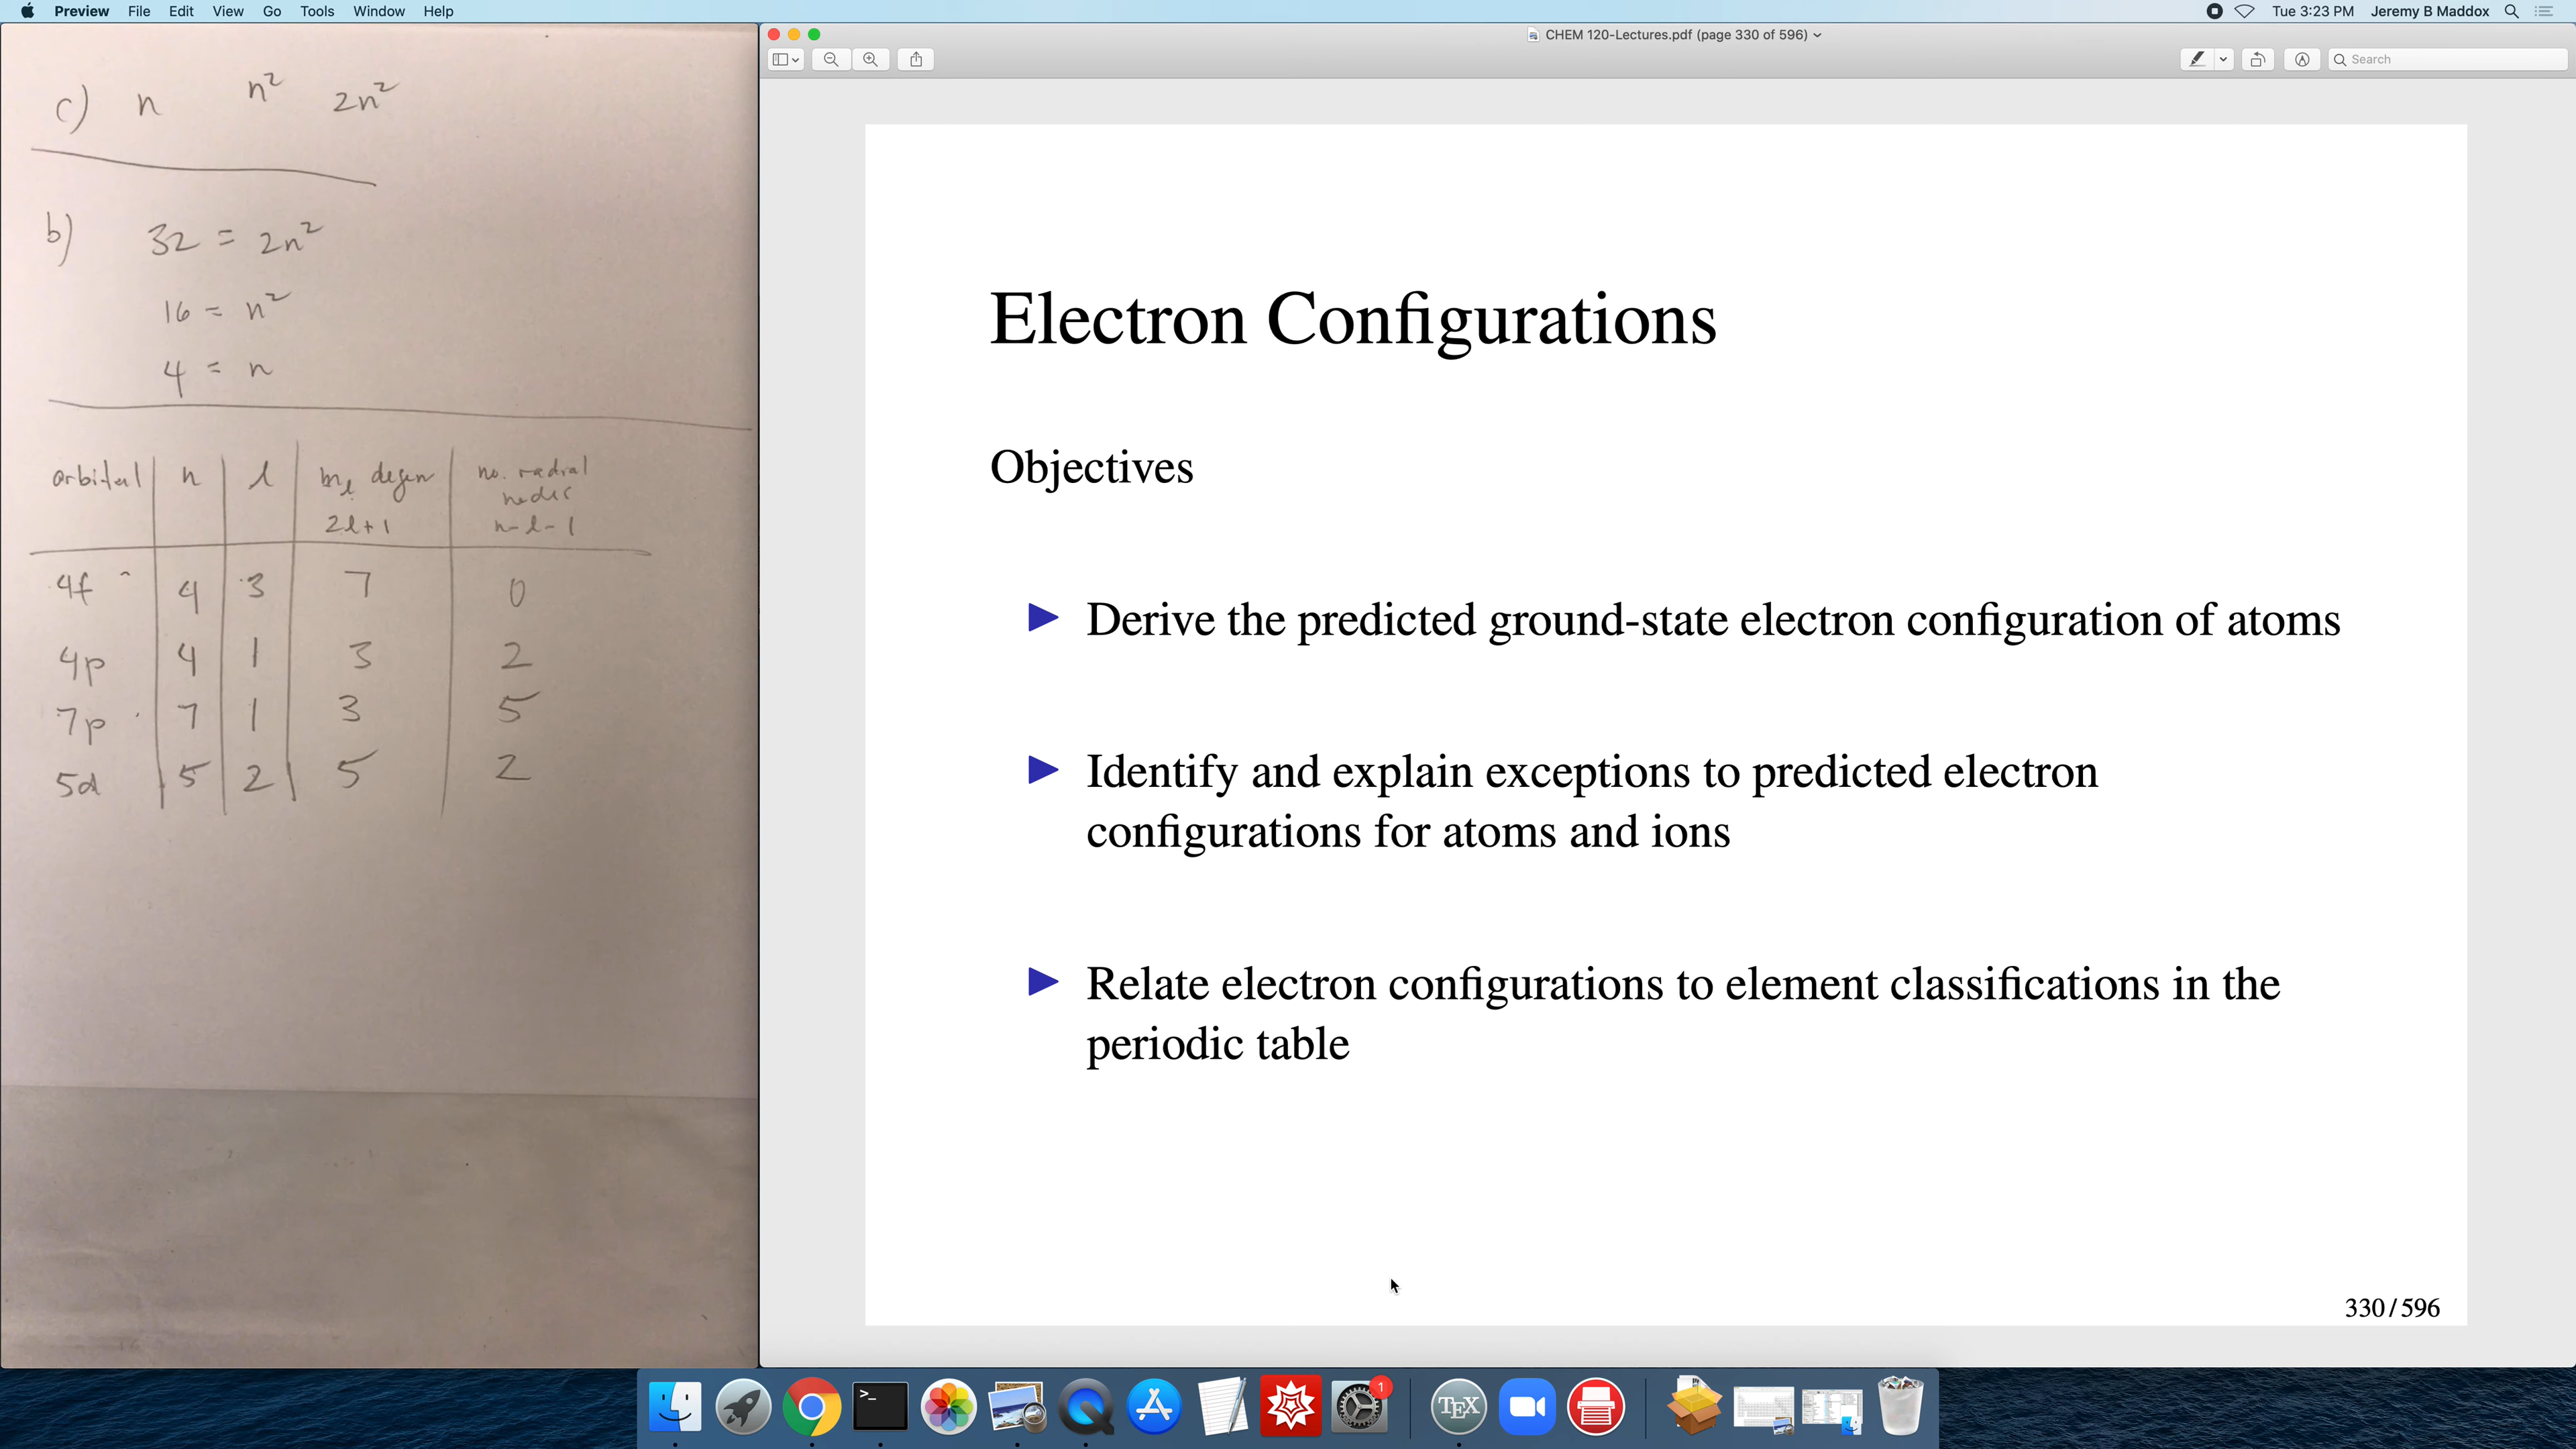 Preview File Edit View Go Tools Window Help
Tue 3:23 PM Jeremy B Maddox
c) n n² 2n²
b) 32 = 2n²
16 = n²
4 = n
orbital n l mₗ degen no. radial
nodes
2l+1 n-l-1
4f 4 3 7 0
4p 4 1 3 2
7p 7 1 3 5
5d 5 2 5 2
CHEM 120-Lectures.pdf (page 330 of 596)
Search
Electron Configurations
Objectives
Derive the predicted ground-state electron configuration of atoms
Identify and explain exceptions to predicted electron
configurations for atoms and ions
Relate electron configurations to element classifications in the
periodic table
330/596
>_
1
TEX